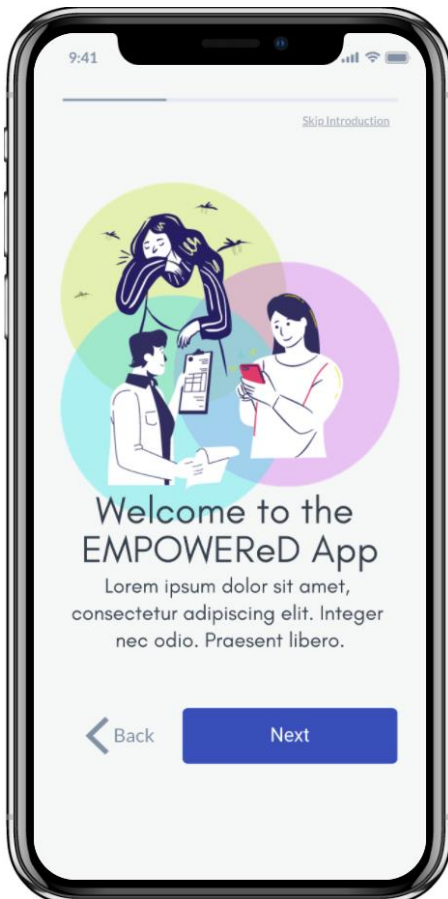 9:41
Skip Introduction
Welcome to the
EMPOWEReD App
Lorem ipsum dolor sit amet,
consectetur adipiscing elit. Integer
nec odio. Praesent libero.
Back
Next